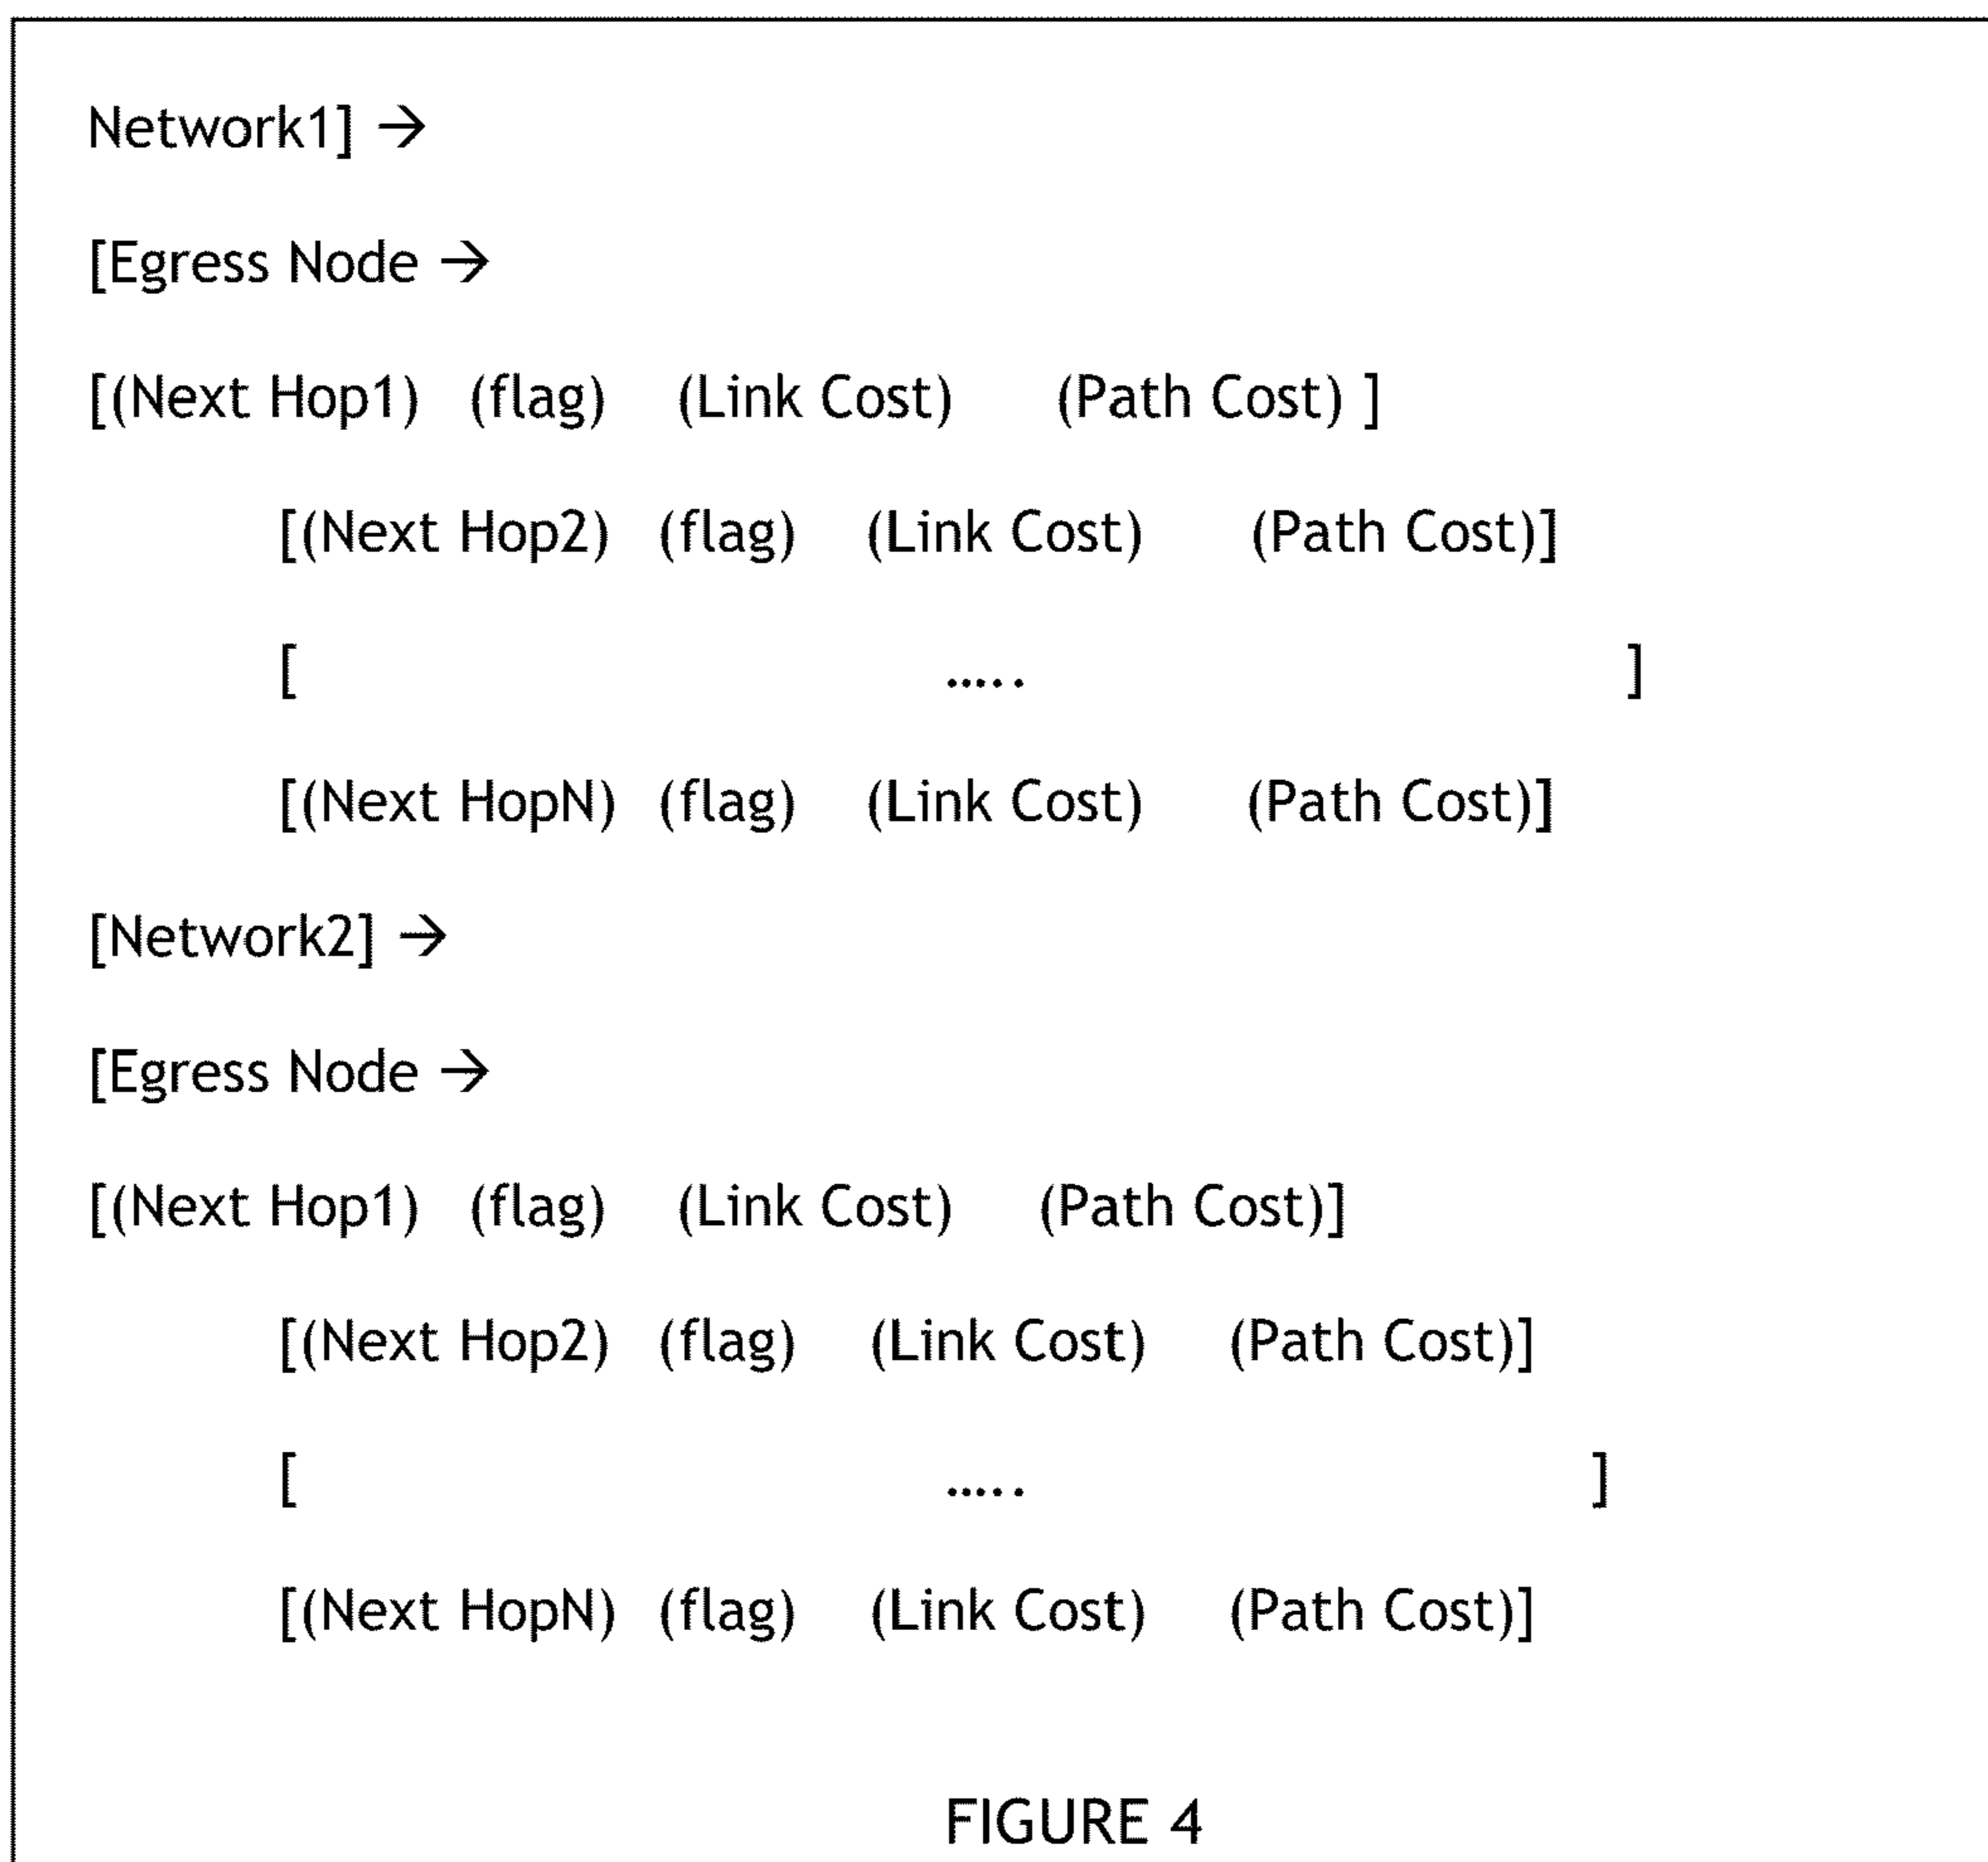 Network1] →
[Egress Node →
[(Next Hop1) (flag) (Link Cost) (Path Cost) ]
[(Next Hop2) (flag) (Link Cost) (Path Cost)]
[ ..... ]
[(Next HopN) (flag) (Link Cost) (Path Cost)]
[Network2] →
[Egress Node →
[(Next Hop1) (flag) (Link Cost) (Path Cost)]
[(Next Hop2) (flag) (Link Cost) (Path Cost)]
[ ..... ]
[(Next HopN) (flag) (Link Cost) (Path Cost)]
FIGURE 4